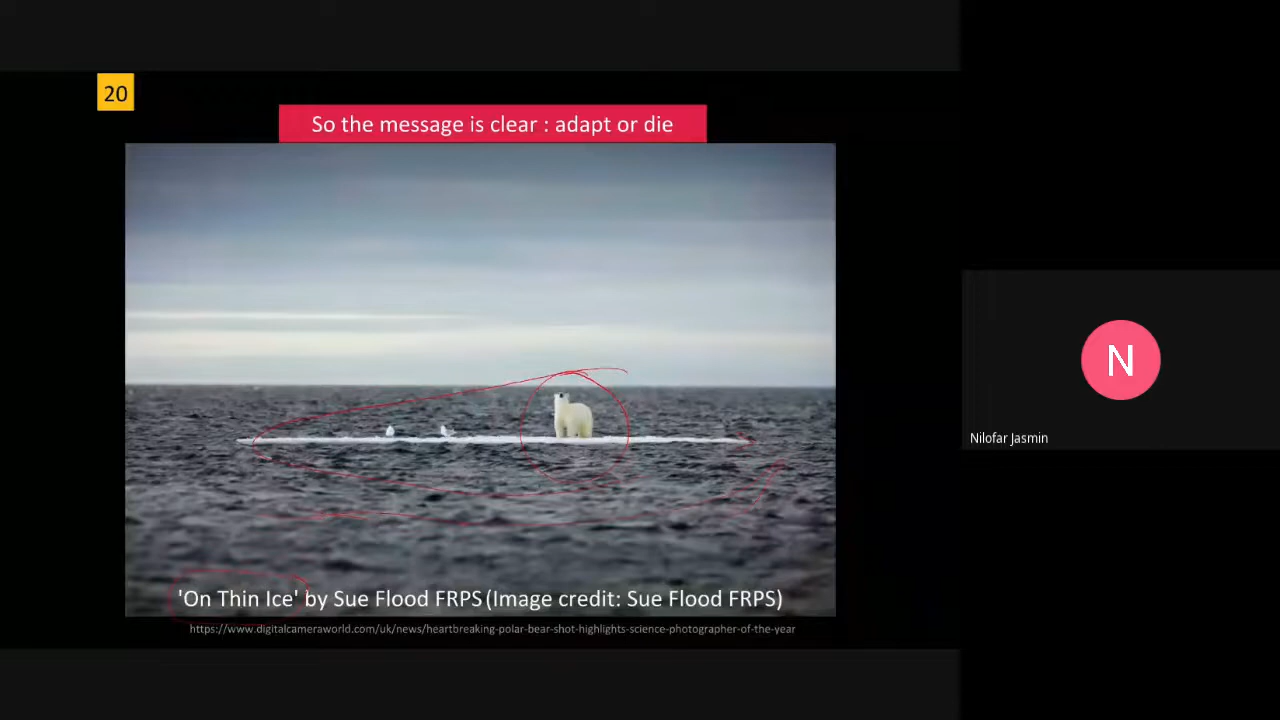 20
So the message is clear : adapt or die
'On Thin Ice' by Sue Flood FRPS (Image credit: Sue Flood FRPS)
https://www.digitalcameraworld.com/uk/news/heartbreaking-polar-bear-shot-highlights-science-photographer-of-the-year
N
Nilofar Jasmin